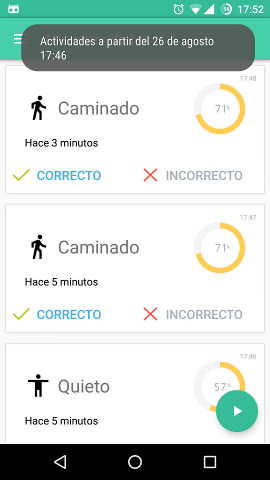 54
17:52
Actividades a partir del 26 de agosto
17:46
17:48
Caminado
71%
Hace 3 minutos
CORRECTO
INCORRECTO
17:47
Caminado
71%
Hace 5 minutos
CORRECTO
INCORRECTO
17:46
Quieto
57%
Hace 5 minutos